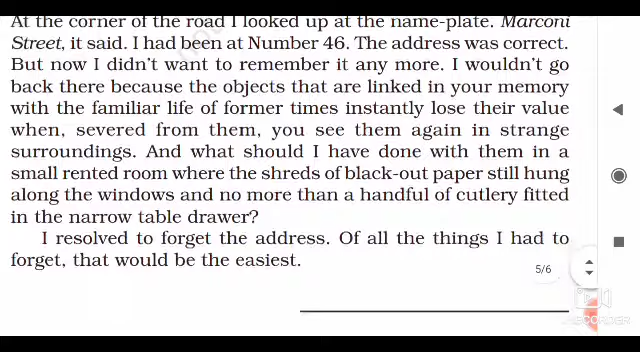 At the corner of the road I looked up at the name-plate. Marconi
Street, it said. I had been at Number 46. The address was correct.
But now I didn't want to remember it any more. I wouldn't go
back there because the objects that are linked in your memory
with the familiar life of former times instantly lose their value
when, severed from them, you see them again in strange
surroundings. And what should I have done with them in a
small rented room where the shreds of black-out paper still hung
along the windows and no more than a handful of cutlery fitted
in the narrow table drawer?
I resolved to forget the address. Of all the things I had to
forget, that would be the easiest.
5/6